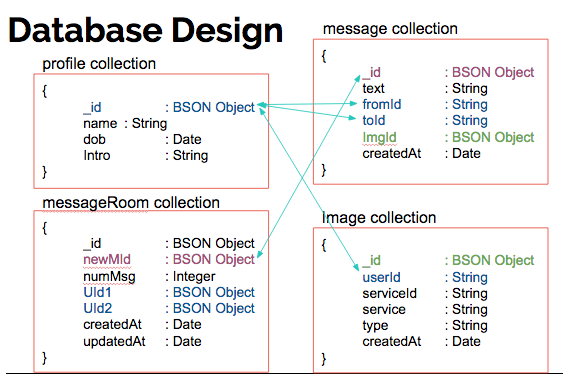 Database Design
profile collection
{
_id : BSON Object
name : String
dob : Date
Intro : String
}
message collection
{
_id : BSON Object
text : String
fromId : String
toId : String
ImgId : BSON Object
createdAt : Date
}
messageRoom collection
{
_id : BSON Object
newMId : BSON Object
numMsg : Integer
UId1 : BSON Object
UId2 : BSON Object
createdAt : Date
updatedAt : Date
}
Image collection
{
_id : BSON Object
userId : String
serviceId : String
service : String
type : String
createdAt : Date
}